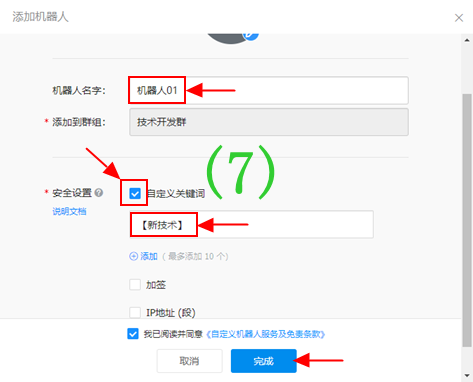 添加机器人
机器人名字： 机器人01
* 添加到群组： 技术开发群
(7)
* 安全设置 ? 自定义关键词
说明文档
【新技术】
添加 ( 最多添加 10 个)
加签
IP地址 (段)
我已阅读并同意《自定义机器人服务及免责条款》
取消 完成